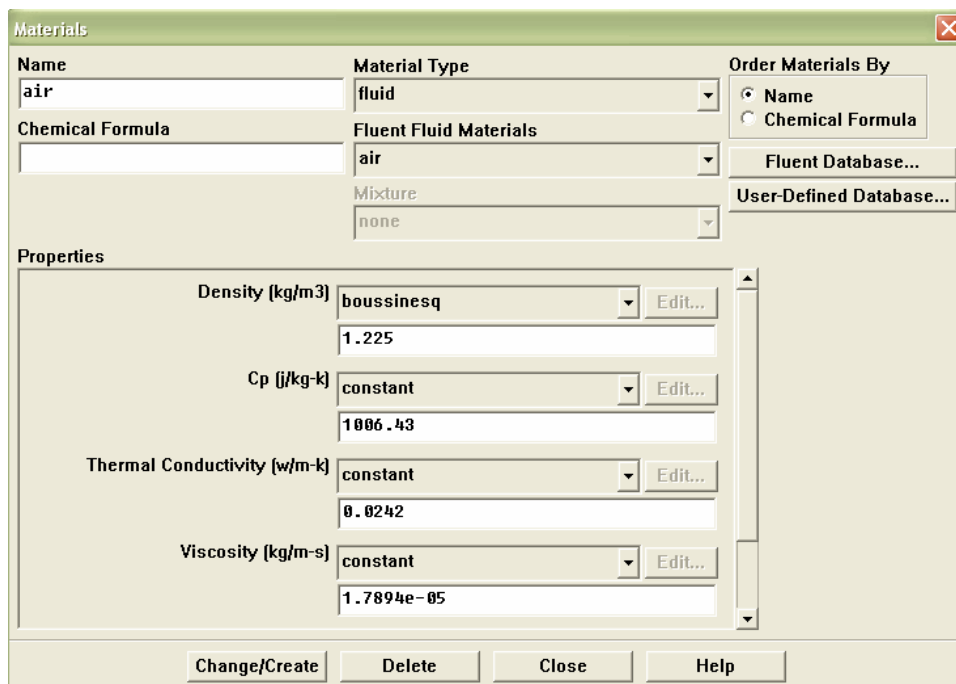 Materials
Name
air
Chemical Formula
Material Type
fluid
Fluent Fluid Materials
air
Mixture
none
Order Materials By
Name
Chemical Formula
Fluent Database...
User-Defined Database...
Properties
Density (kg/m3) boussinesq Edit...
1.225
Cp (j/kg-k) constant Edit...
1006.43
Thermal Conductivity (w/m-k) constant Edit...
0.0242
Viscosity (kg/m-s) constant Edit...
1.7894e-05
Change/Create Delete Close Help